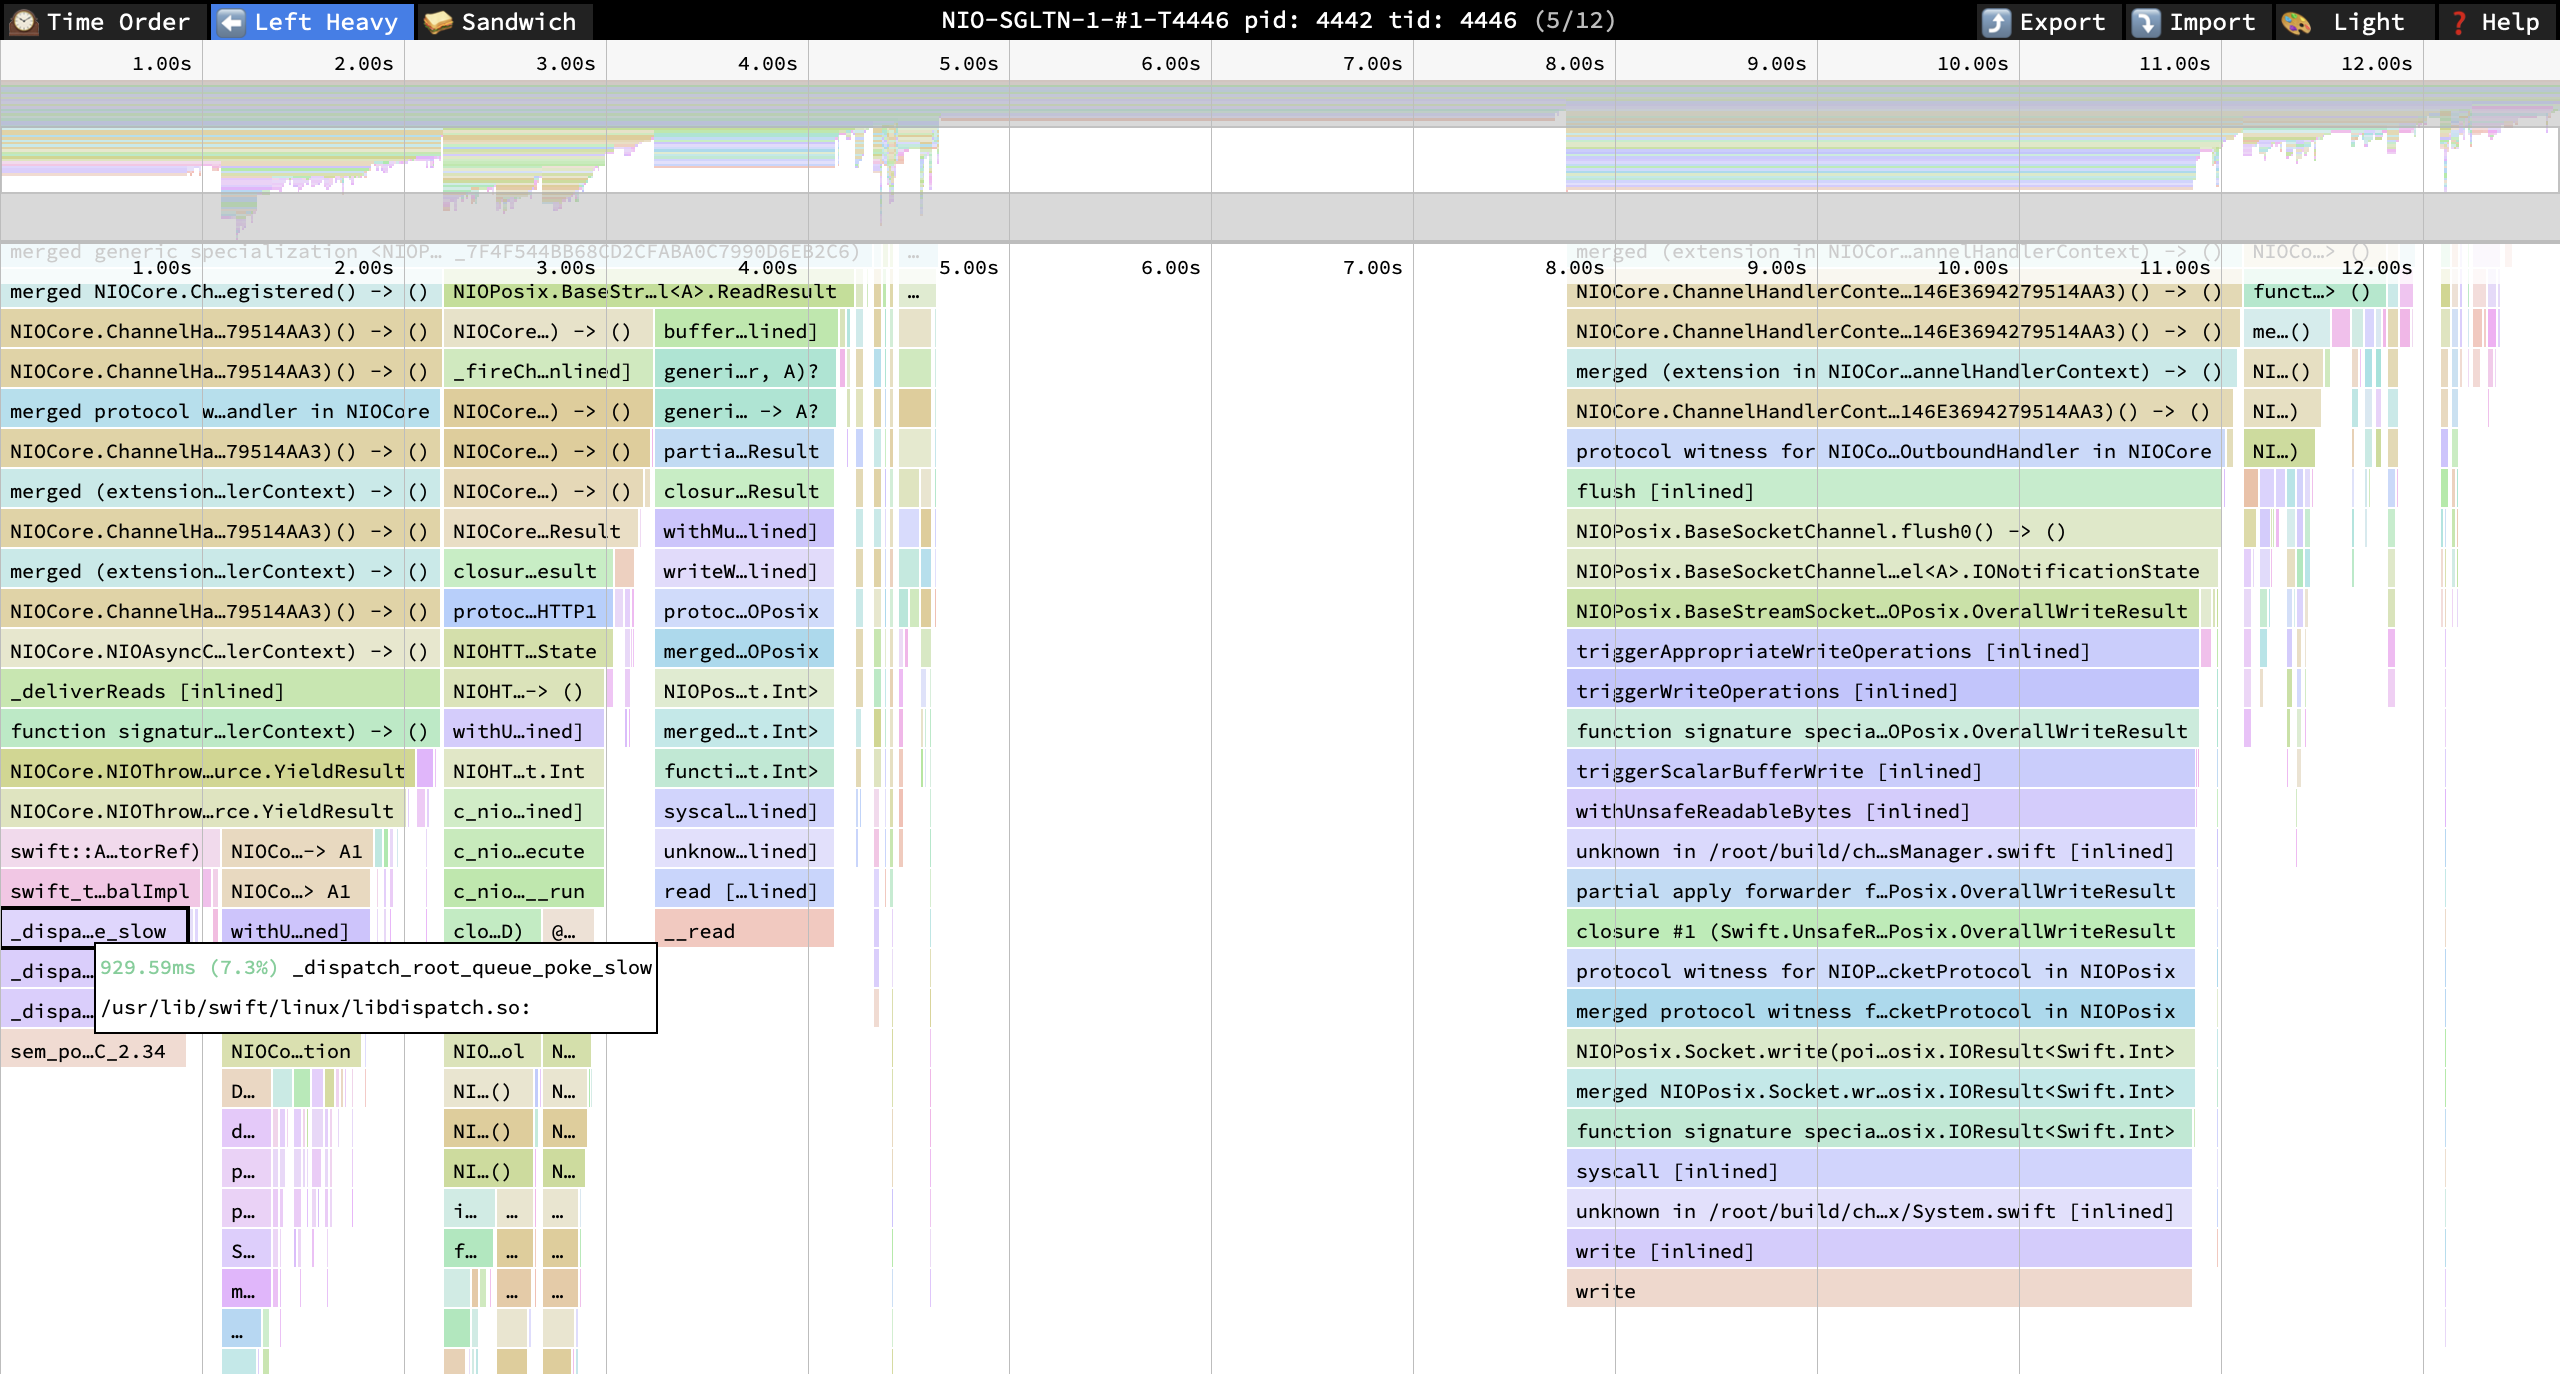 Time Order Left Heavy Sandwich NIO-SGLTN-1-#1-T4446 pid: 4442 tid: 4446 (5/12) Export Import Light Help
1.00s 2.00s 3.00s 4.00s 5.00s 6.00s 7.00s 8.00s 9.00s 10.00s 11.00s 12.00s
merged generic specialization <NIOP… _7F4F544BB68CD2CFABA0C7990D6EB2C6) … merged (extension in NIOCor…annelHandlerContext) -> () NIOCo…> ()
1.00s 2.00s 3.00s 4.00s 5.00s 6.00s 7.00s 8.00s 9.00s 10.00s 11.00s 12.00s
merged NIOCore.Ch…egistered() -> () NIOPosix.BaseStr…l<A>.ReadResult … NIOCore.ChannelHandlerConte…146E3694279514AA3)() -> () funct…> ()
NIOCore.ChannelHa…79514AA3)() -> () NIOCore…) -> () buffer…lined] NIOCore.ChannelHandlerConte…146E3694279514AA3)() -> () me…()
NIOCore.ChannelHa…79514AA3)() -> () _fireCh…nlined] generi…r, A)? merged (extension in NIOCor…annelHandlerContext) -> () NI…()
merged protocol w…andler in NIOCore NIOCore…) -> () generi… -> A? NIOCore.ChannelHandlerCont…146E3694279514AA3)() -> () NI…)
NIOCore.ChannelHa…79514AA3)() -> () NIOCore…) -> () partia…Result protocol witness for NIOCo…OutboundHandler in NIOCore NI…)
merged (extension…lerContext) -> () NIOCore…) -> () closur…Result flush [inlined]
NIOCore.ChannelHa…79514AA3)() -> () NIOCore…Result withMu…lined] NIOPosix.BaseSocketChannel.flush0() -> ()
merged (extension…lerContext) -> () closur…esult writeW…lined] NIOPosix.BaseSocketChannel…el<A>.IONotificationState
NIOCore.ChannelHa…79514AA3)() -> () protoc…HTTP1 protoc…OPosix NIOPosix.BaseStreamSocket…OPosix.OverallWriteResult
NIOCore.NIOAsyncC…lerContext) -> () NIOHTT…State merged…OPosix triggerAppropriateWriteOperations [inlined]
_deliverReads [inlined] NIOHT…-> () NIOPos…t.Int> triggerWriteOperations [inlined]
function signatur…lerContext) -> () withU…ined] merged…t.Int> function signature specia…OPosix.OverallWriteResult
NIOCore.NIOThrow…urce.YieldResult NIOHT…t.Int functi…t.Int> triggerScalarBufferWrite [inlined]
NIOCore.NIOThrow…rce.YieldResult c_nio…ined] syscal…lined] withUnsafeReadableBytes [inlined]
swift::A…torRef) NIOCo…-> A1 c_nio…ecute unknow…lined] unknown in /root/build/ch…sManager.swift [inlined]
swift_t…balImpl NIOCo…> A1 c_nio…__run read […lined] partial apply forwarder f…Posix.OverallWriteResult
_dispa…e_slow withU…ned] clo…D) @… __read closure #1 (Swift.UnsafeR…Posix.OverallWriteResult
_dispa… 929.59ms (7.3%) _dispatch_root_queue_poke_slow protocol witness for NIOP…cketProtocol in NIOPosix
_dispa… /usr/lib/swift/linux/libdispatch.so: merged protocol witness f…cketProtocol in NIOPosix
sem_po…C_2.34 NIOCo…tion NIO…ol N… NIOPosix.Socket.write(poi…osix.IOResult<Swift.Int>
D… NI…() N… merged NIOPosix.Socket.wr…osix.IOResult<Swift.Int>
d… NI…() N… function signature specia…osix.IOResult<Swift.Int>
p… NI…() N… syscall [inlined]
p… i… … … unknown in /root/build/ch…x/System.swift [inlined]
S… f… … … write [inlined]
m… … … write
…